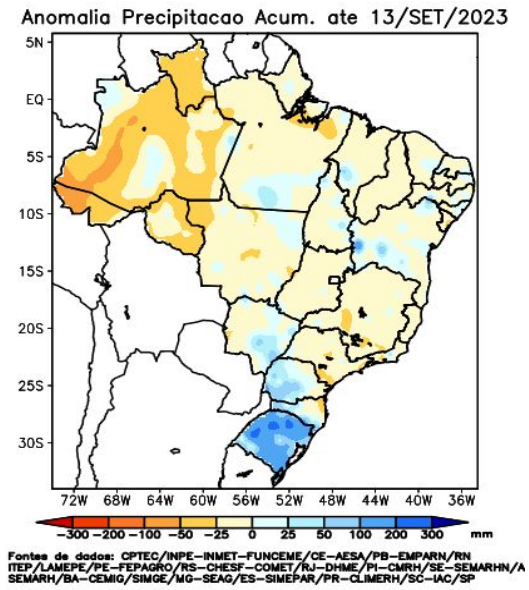 Anomalia Precipitacao Acum. ate 13/SET/2023
5N
EQ
5S
10S
15S
20S
25S
30S
72W 68W 64W 60W 56W 52W 48W 44W 40W 36W
-300 -200 -100 -50 -25 0 25 50 100 200 300 mm
Fontes de dados: CPTEC/INPE-INMET-FUNCEME/CE-AESA/PB-EMPARN/RN
ITEP/LAMEPE/PE-FEPAGRO/RS-CHESF-COMET/RJ-DHME/PI-CMRH/SE-SEMARHN/A
SEMARH/BA-CEMIG/SIMGE/MG-SEAG/ES-SIMEPAR/PR-CLIMERH/SC-IAC/SP